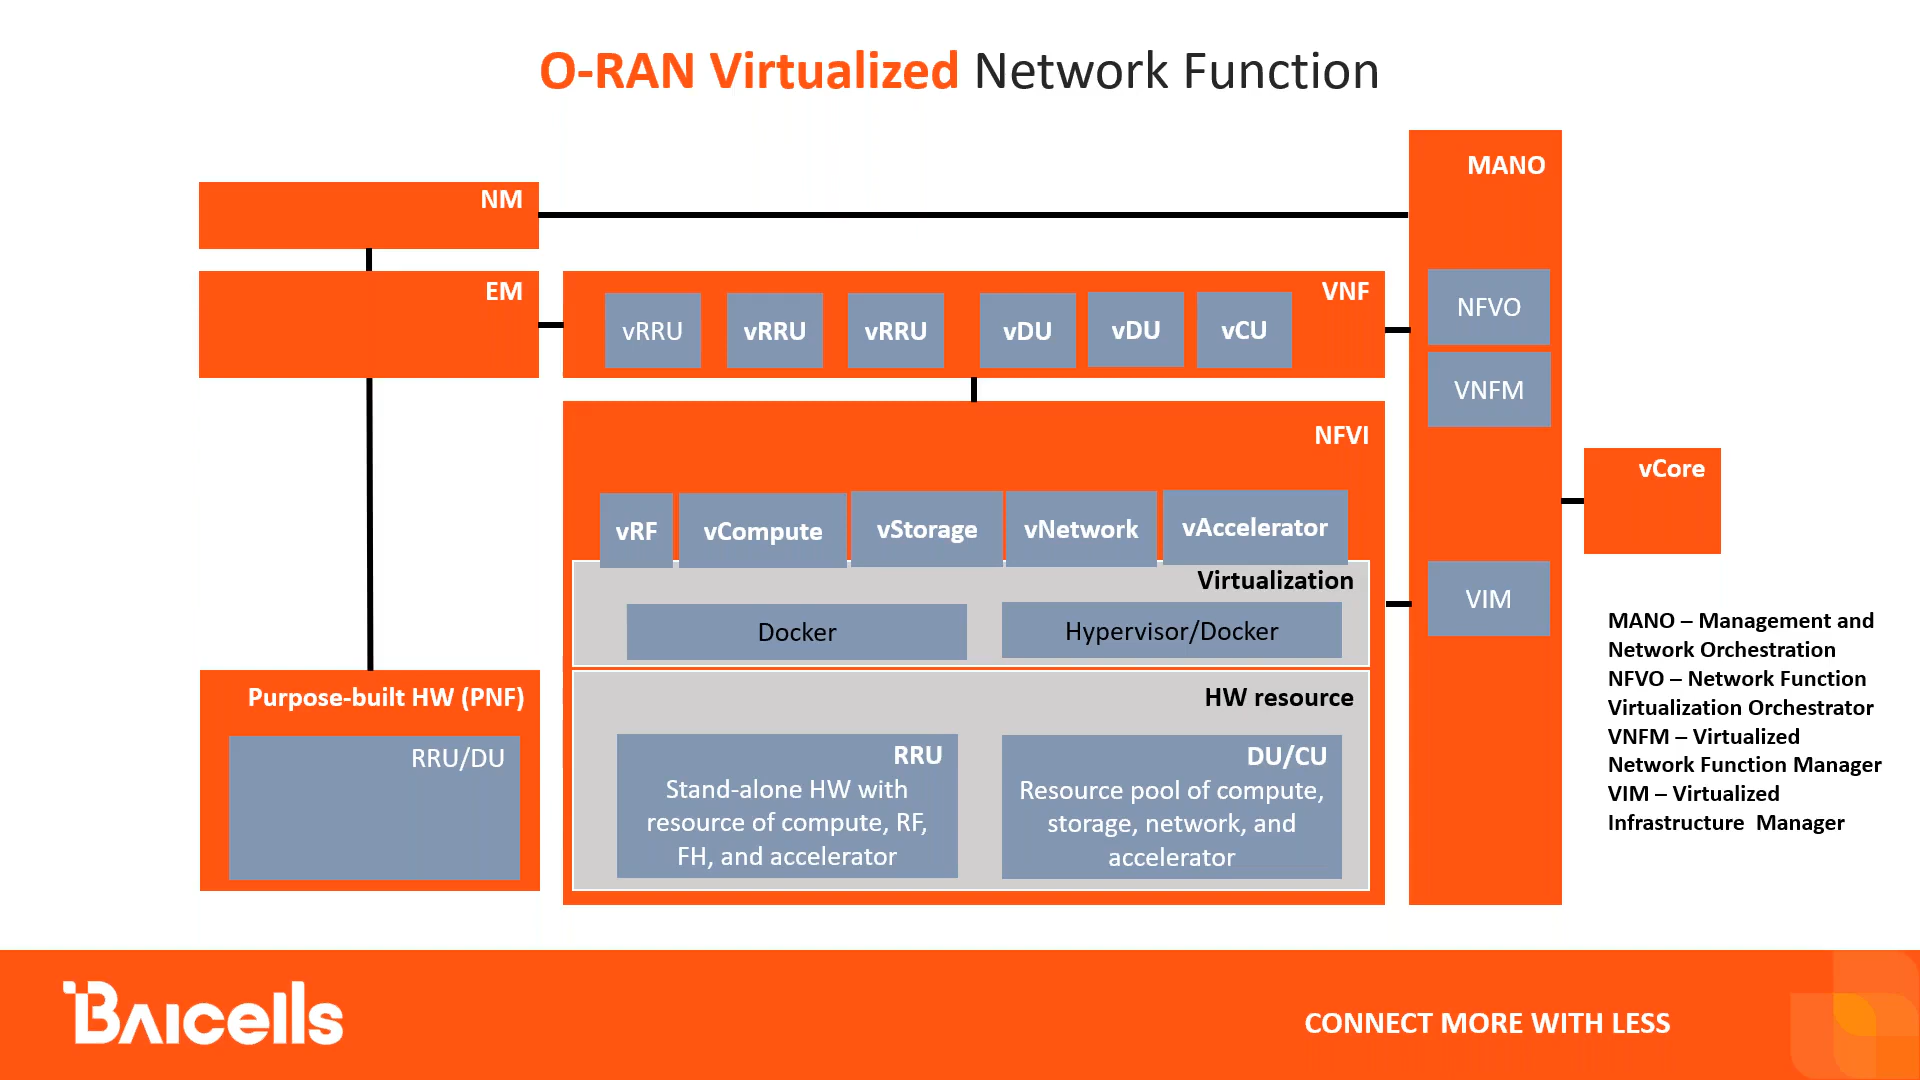 O-RAN Virtualized Network Function
MANO
NM
EM
VNF
vRRU
vRRU
vRRU
vDU
vDU
vCU
NFVO
VNFM
NFVI
vCore
vRF
vCompute
vStorage
vNetwork
vAccelerator
Virtualization
Docker
Hypervisor/Docker
VIM
MANO – Management and
Network Orchestration
NFVO – Network Function
Virtualization Orchestrator
VNFM – Virtualized
Network Function Manager
VIM – Virtualized
Infrastructure Manager
Purpose-built HW (PNF)
RRU/DU
HW resource
RRU
Stand-alone HW with
resource of compute, RF,
FH, and accelerator
DU/CU
Resource pool of compute,
storage, network, and
accelerator
BAICELLS
CONNECT MORE WITH LESS